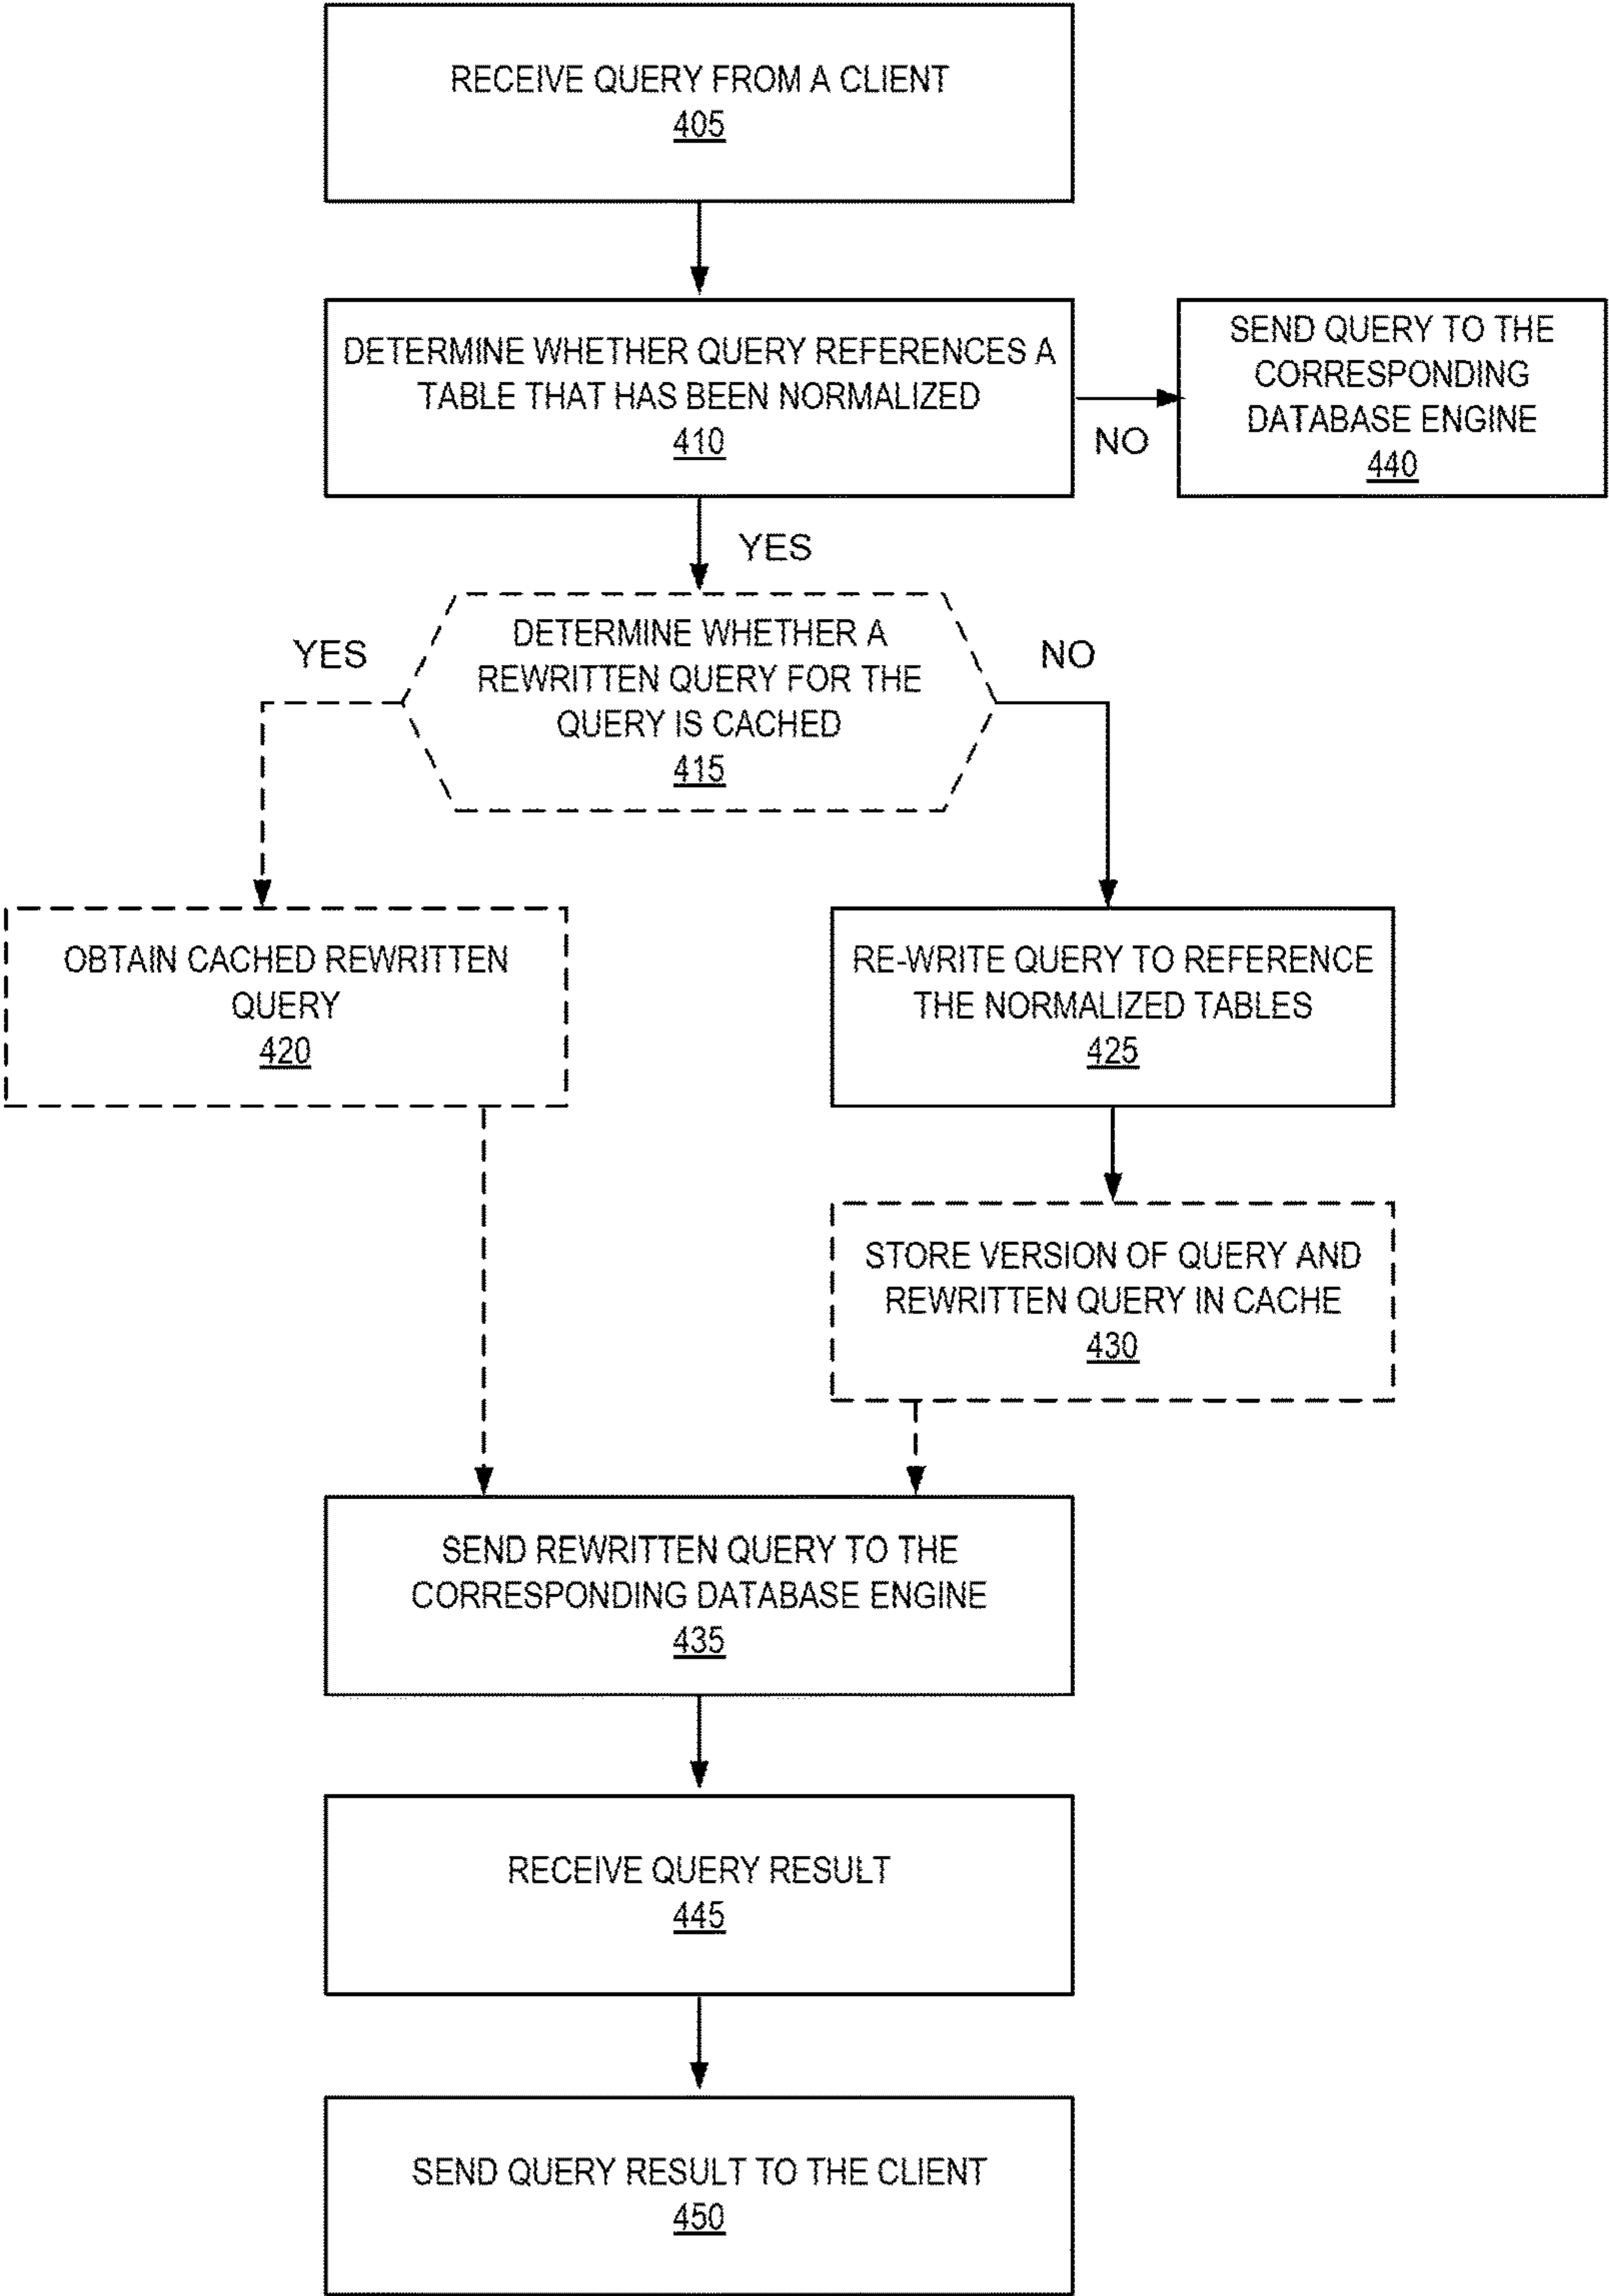 RECEIVE QUERY FROM A CLIENT
405
DETERMINE WHETHER QUERY REFERENCES A
TABLE THAT HAS BEEN NORMALIZED
410
NO
SEND QUERY TO THE
CORRESPONDING
DATABASE ENGINE
440
YES
DETERMINE WHETHER A
REWRITTEN QUERY FOR THE
QUERY IS CACHED
415
YES
NO
OBTAIN CACHED REWRITTEN
QUERY
420
RE-WRITE QUERY TO REFERENCE
THE NORMALIZED TABLES
425
STORE VERSION OF QUERY AND
REWRITTEN QUERY IN CACHE
430
SEND REWRITTEN QUERY TO THE
CORRESPONDING DATABASE ENGINE
435
RECEIVE QUERY RESULT
445
SEND QUERY RESULT TO THE CLIENT
450